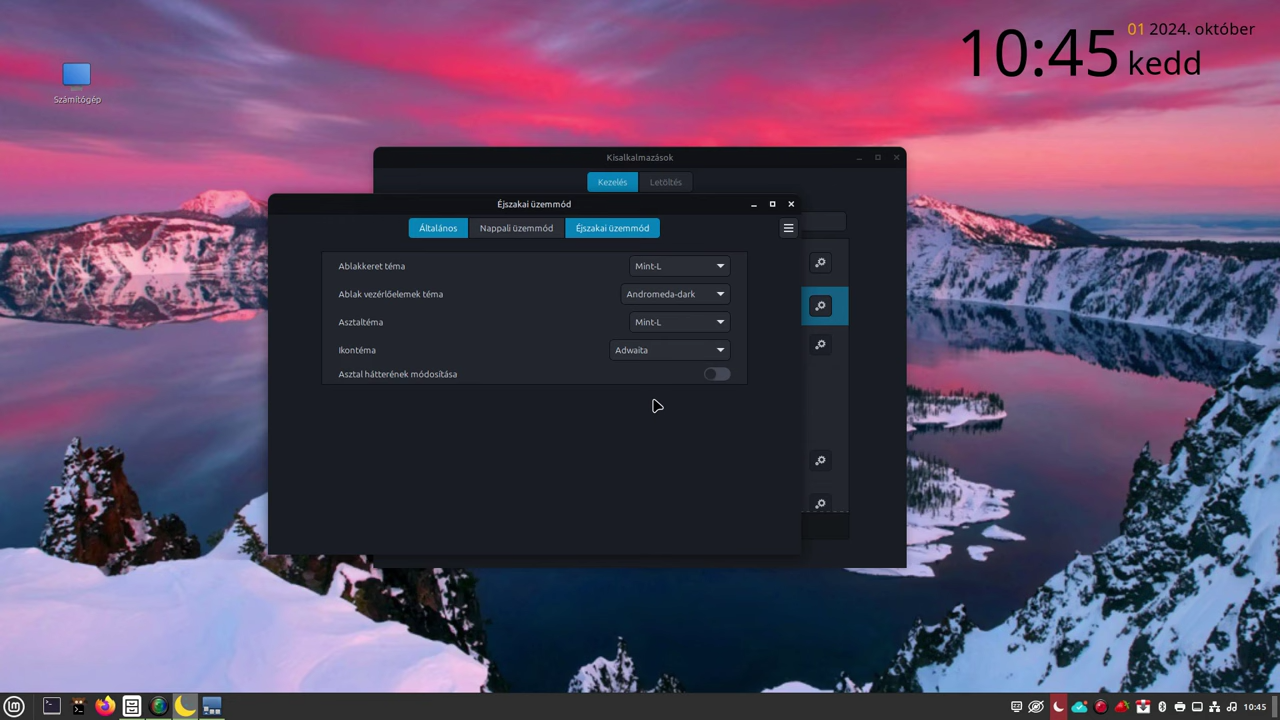 10:45
01 2024. október
kedd
Számítógép
Kisalkalmazások
Kezelés
Letöltés
Éjszakai üzemmód
Általános
Nappali üzemmód
Éjszakai üzemmód
Ablakkeret téma
Mint-L
Ablak vezérlőelemek téma
Andromeda-dark
Asztaltéma
Mint-L
Ikontéma
Adwaita
Asztal hátterének módosítása
10:45